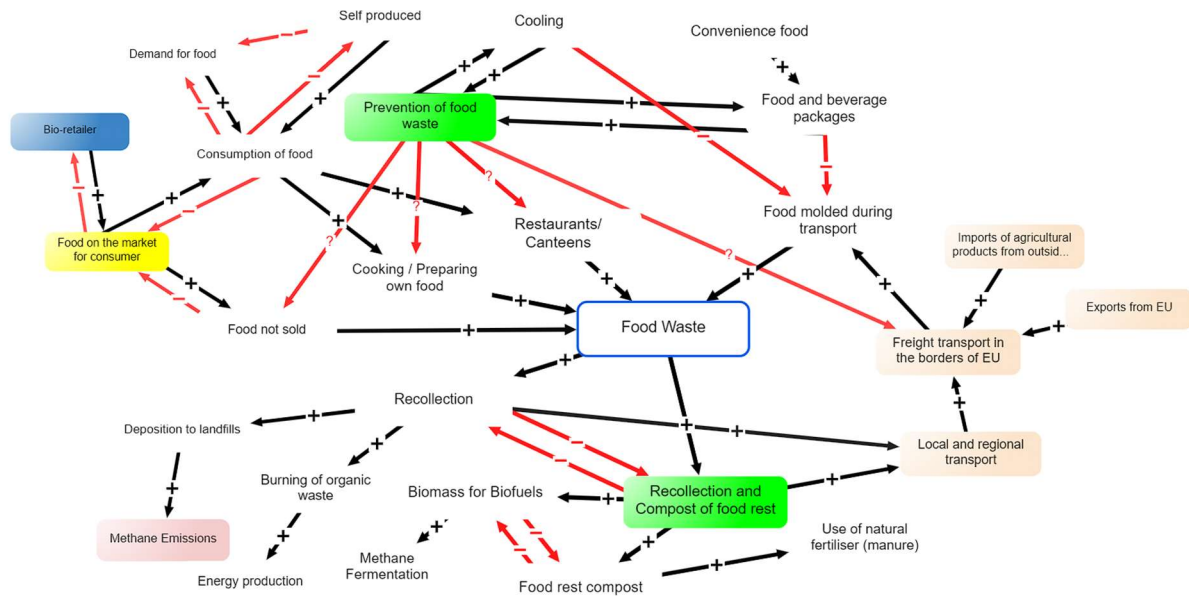 Self produced
Cooling
Convenience food
Demand for food
Prevention of food
waste
Food and beverage
packages
Bio-retailer
Consumption of food
Food on the market
for consumer
Restaurants/
Canteens
Food molded during
transport
Imports of agricultural
products from outsid...
Cooking / Preparing
own food
Exports from EU
Food not sold
Food Waste
Freight transport in
the borders of EU
Recollection
Deposition to landfills
Local and regional
transport
Burning of organic
waste
Biomass for Biofuels
Recollection and
Compost of food rest
Methane Emissions
Use of natural
fertiliser (manure)
Methane
Fermentation
Energy production
Food rest compost